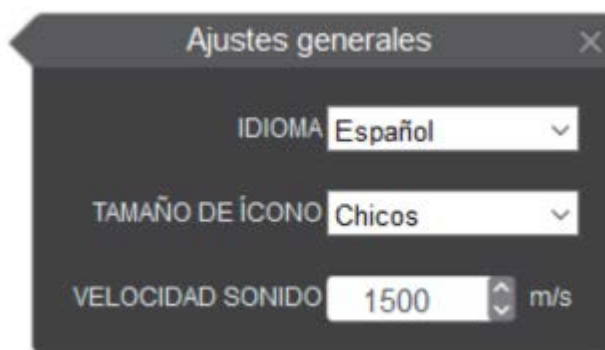 Ajustes generales
IDIOMA Español
TAMAÑO DE ÍCONO Chicos
VELOCIDAD SONIDO 1500 m/s